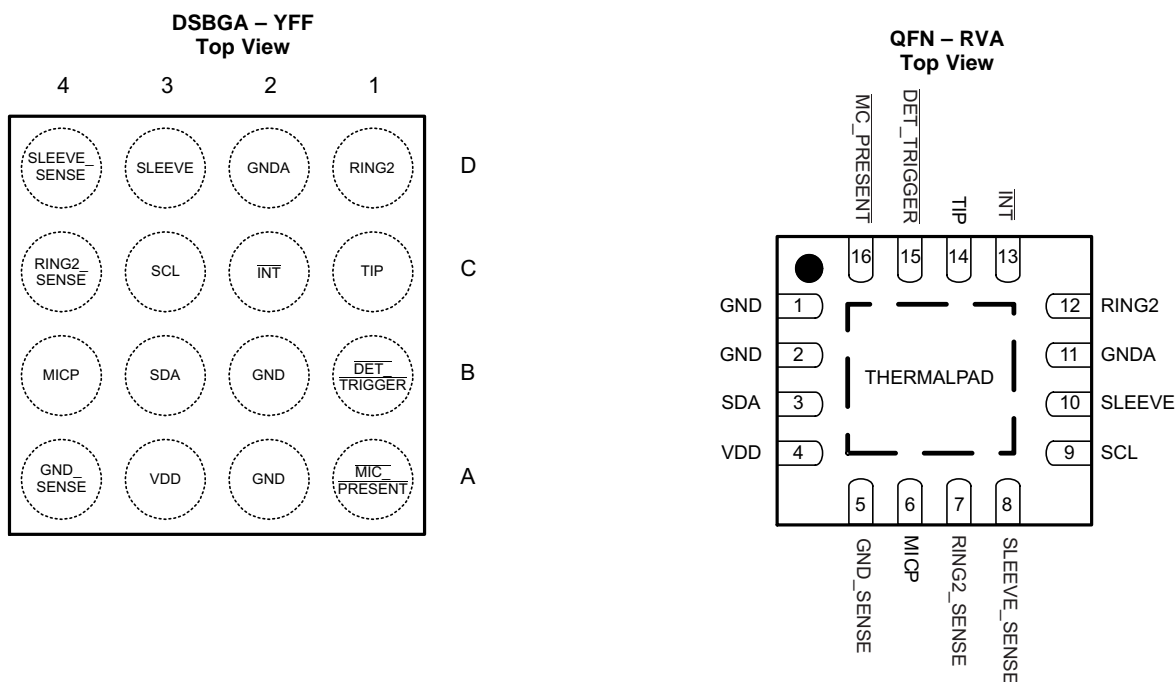 DSBGA – YFF
Top View
4 3 2 1
SLEEVE_
SENSE
SLEEVE
GNDA
RING2
D
RING2_
SENSE
SCL
INT
TIP
C
MICP
SDA
GND
DET_
TRIGGER
B
GND_
SENSE
VDD
GND
MIC_
PRESENT
A
QFN – RVA
Top View
MC_PRESENT
DET_TRIGGER
TIP
INT
16 15 14 13
GND 1
GND 2
SDA 3
VDD 4
THERMALPAD
12 RING2
11 GNDA
10 SLEEVE
9 SCL
5 6 7 8
GND_SENSE
MICP
RING2_SENSE
SLEEVE_SENSE